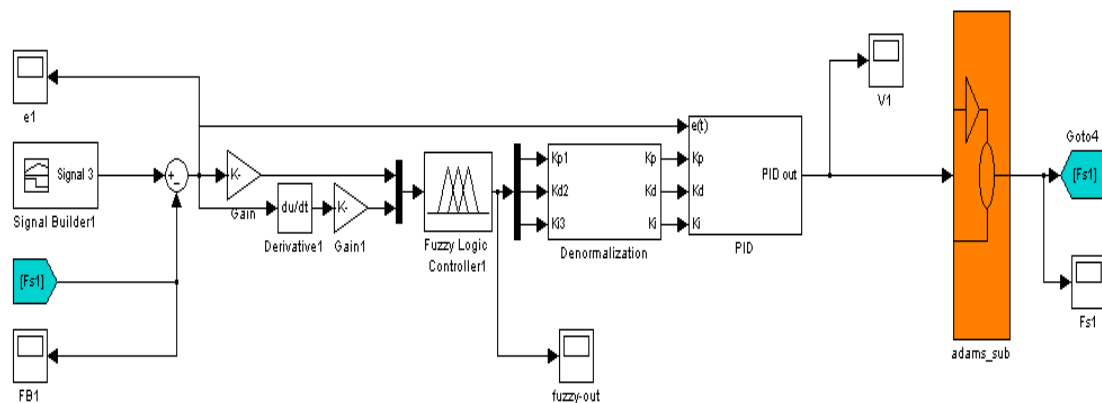 e1
Signal 3
Signal Builder1
[Fs1]
FB1
+
-
K-
Gain
du/dt
Derivative1
K-
Gain1
Fuzzy Logic
Controller1
fuzzy-out
Kp1
Kd2
Ki3
Kp
Kd
Ki
Denormalization
e(t)
Kp
Kd
Ki
PID out
PID
V1
adams_sub
Goto4
[Fs1]
Fs1